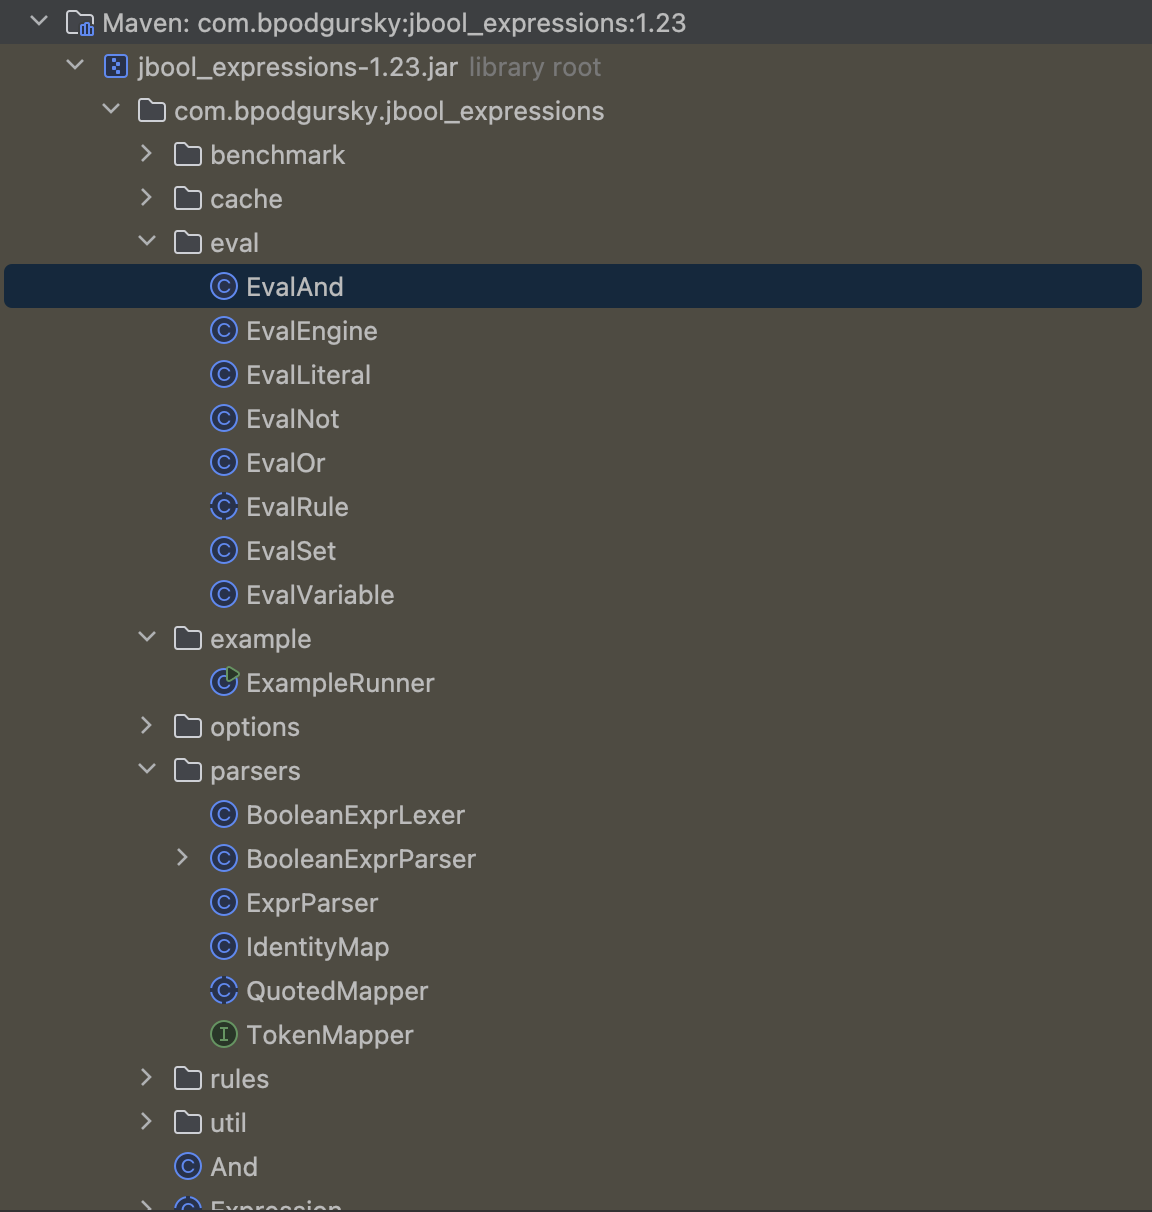 Maven: com.bpodgursky:jbool_expressions:1.23
jbool_expressions-1.23.jar library root
com.bpodgursky.jbool_expressions
benchmark
cache
eval
EvalAnd
EvalEngine
EvalLiteral
EvalNot
EvalOr
EvalRule
EvalSet
EvalVariable
example
ExampleRunner
options
parsers
BooleanExprLexer
BooleanExprParser
ExprParser
IdentityMap
QuotedMapper
TokenMapper
rules
util
And
Expression